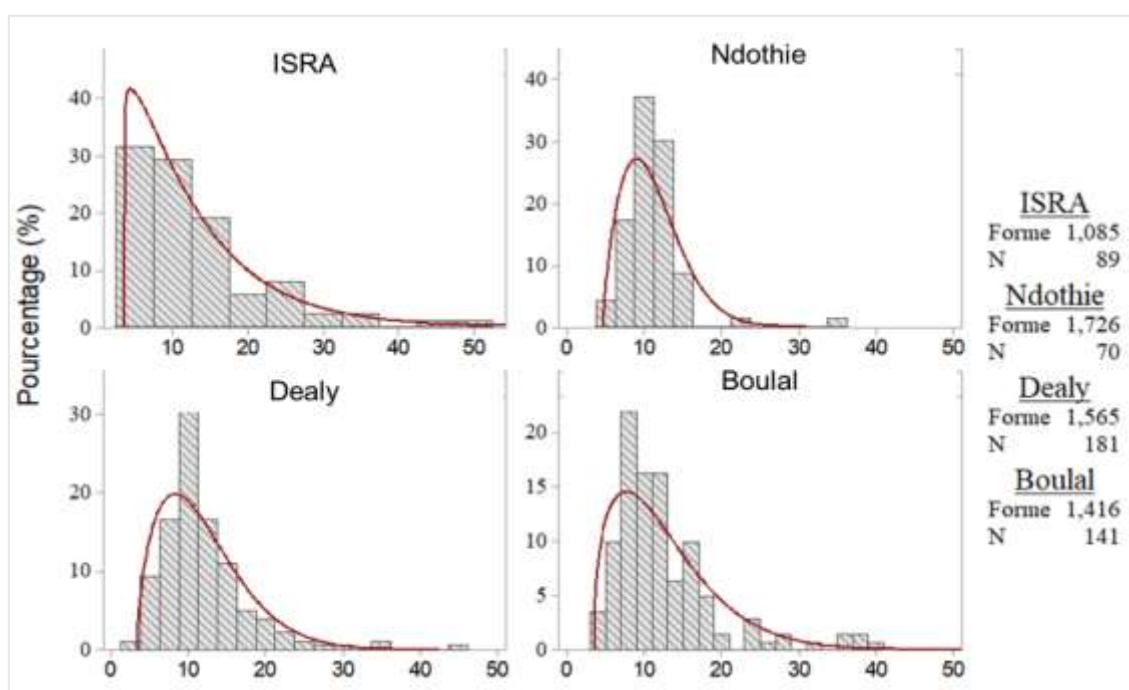 ISRA
Ndothie
40
30
20
10
0
10 20 30 40 50
40
30
20
10
0
0 10 20 30 40 50
Pourcentage (%)
Dealy
Boulal
30
20
10
0
0 10 20 30 40 50
20
15
10
5
0
0 10 20 30 40 50
ISRA
Forme 1,085
N 89
Ndothie
Forme 1,726
N 70
Dealy
Forme 1,565
N 181
Boulal
Forme 1,416
N 141